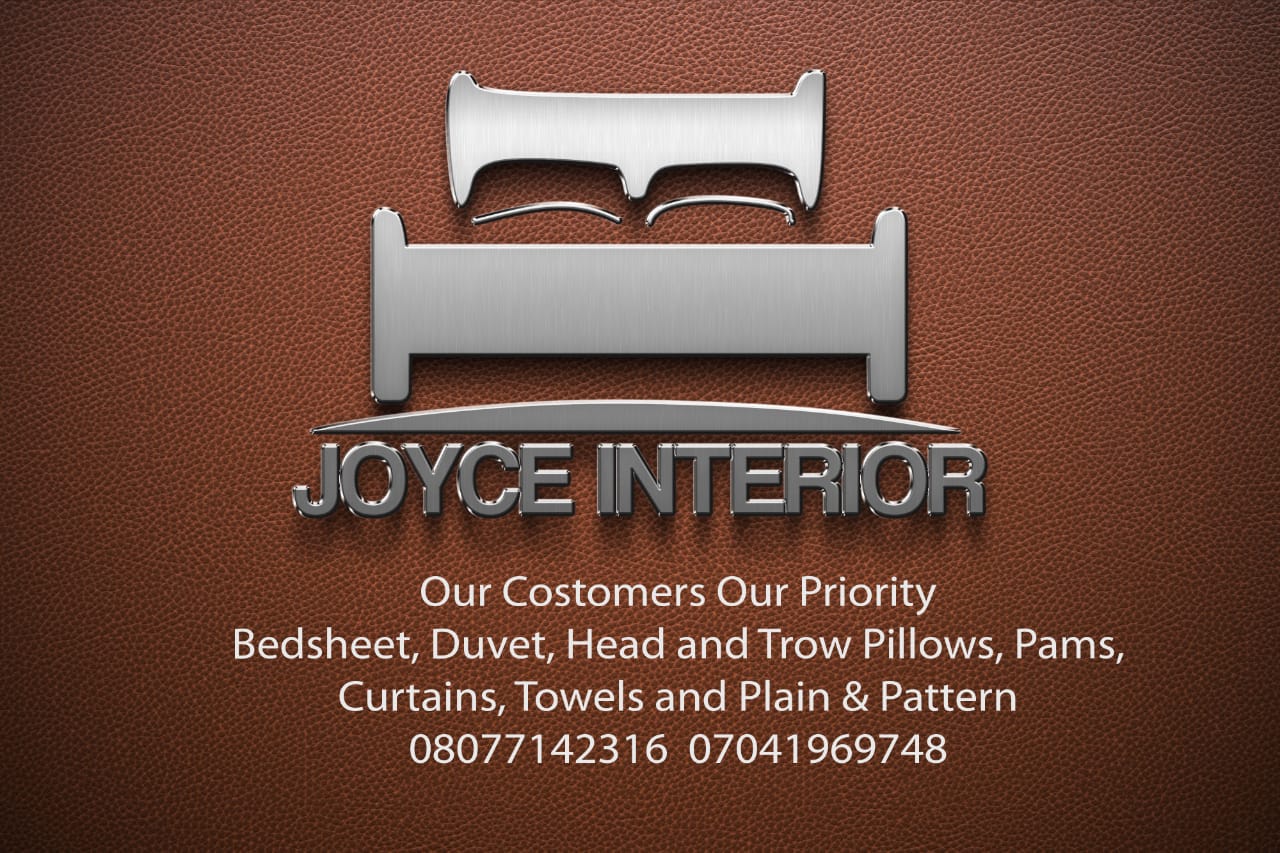 JOYCE INTERIOR
Our Costomers Our Priority
Bedsheet, Duvet, Head and Trow Pillows, Pams,
Curtains, Towels and Plain & Pattern
08077142316 07041969748